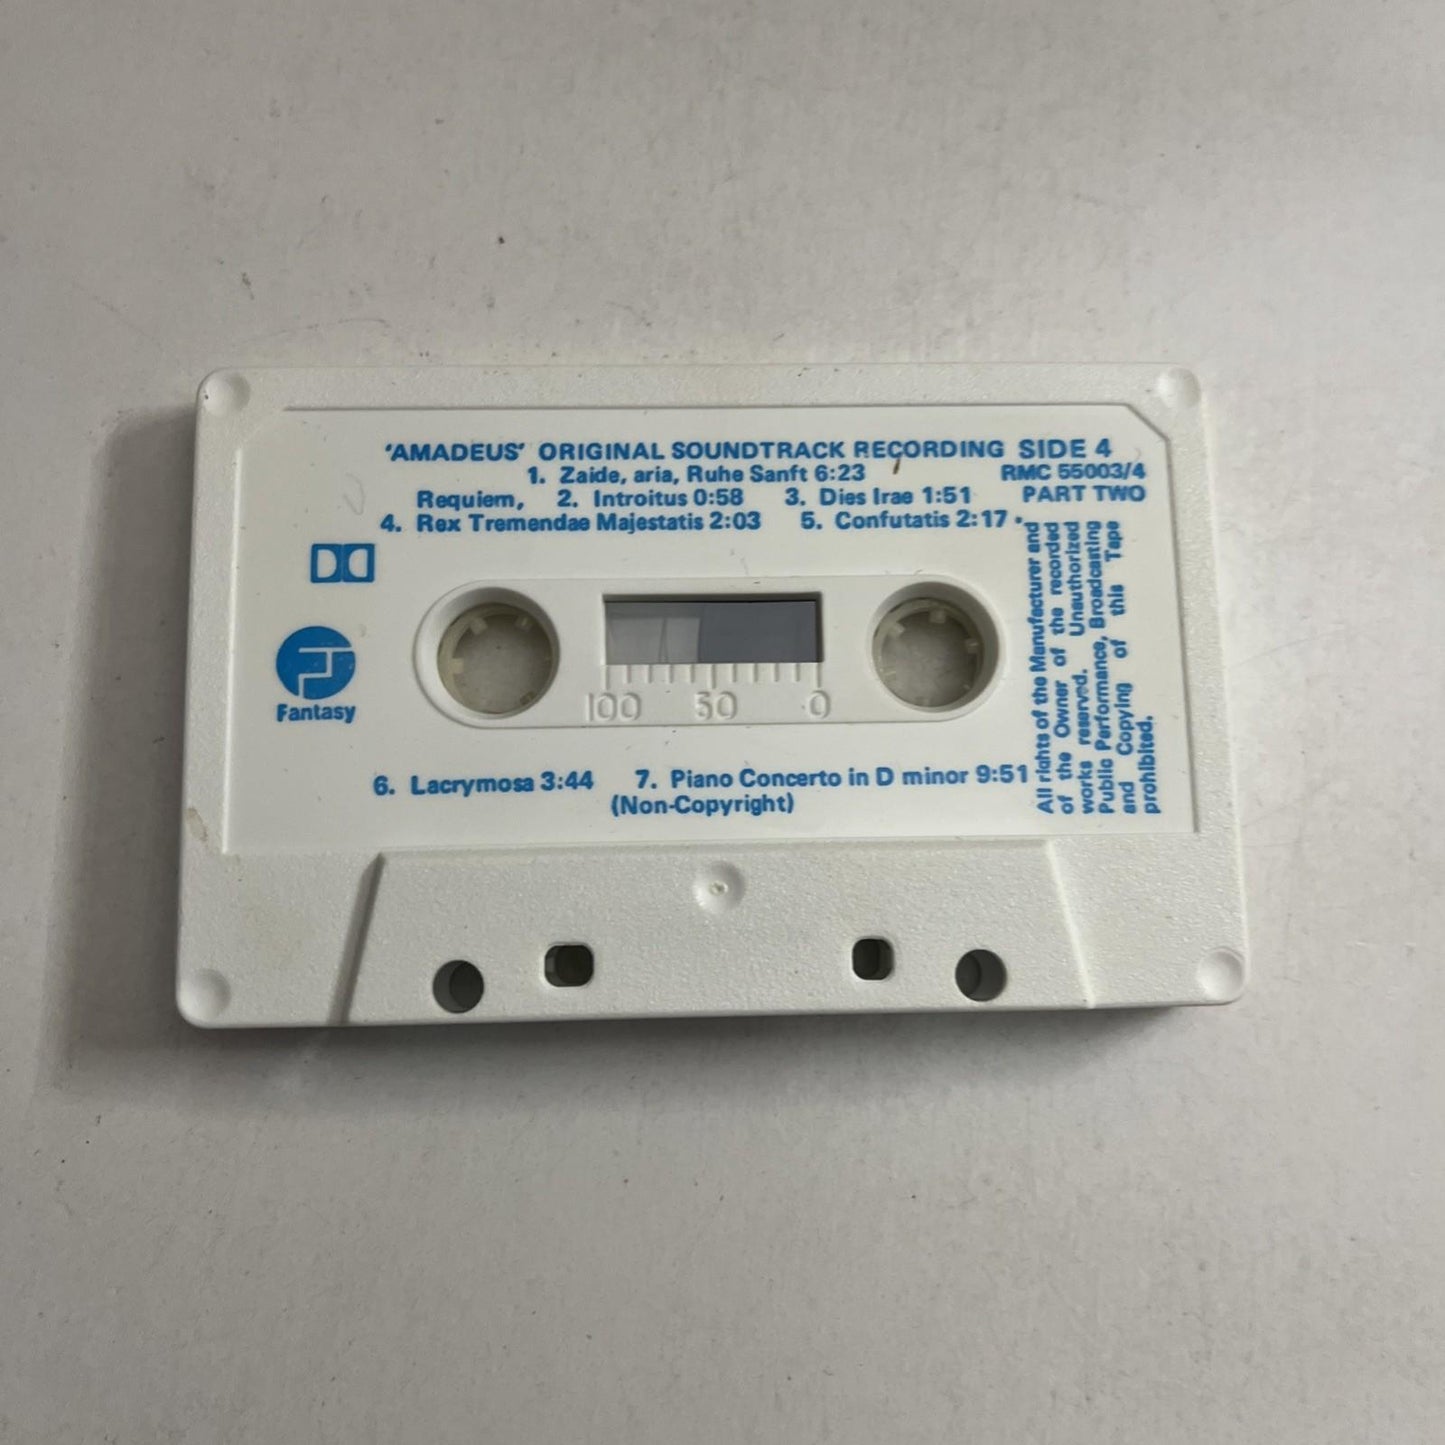 'AMADEUS' ORIGINAL SOUNDTRACK RECORDING SIDE 4
1. Zaide, aria, Ruhe Sanft 6:23 RMC 55003/4
Requiem, 2. Introitus 0:58 3. Dies Irae 1:51 PART TWO
4. Rex Tremendae Majestatis 2:03 5. Confutatis 2:17
Fantasy
100 50 0
6. Lacrymosa 3:44 7. Piano Concerto in D minor 9:51
(Non-Copyright)
All rights of the Manufacturer and
of the Owner of the recorded
works reserved. Unauthorized
Public Performance, Broadcasting
and Copying of this Tape
prohibited.